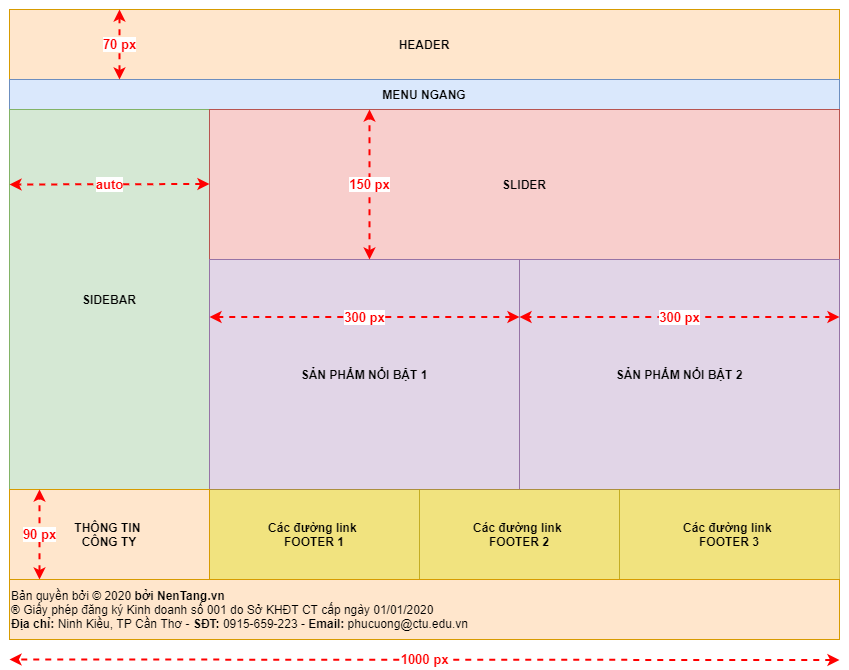 70 px
HEADER
MENU NGANG
auto
150 px
SLIDER
SIDEBAR
300 px
300 px
SẢN PHẨM NỔI BẬT 1
SẢN PHẨM NỔI BẬT 2
90 px
THÔNG TIN
CÔNG TY
Các đường link
FOOTER 1
Các đường link
FOOTER 2
Các đường link
FOOTER 3
Bản quyền bởi © 2020 bởi NenTang.vn
® Giấy phép đăng ký Kinh doanh số 001 do Sở KHĐT CT cấp ngày 01/01/2020
Địa chỉ: Ninh Kiều, TP Cần Thơ - SĐT: 0915-659-223 - Email: phucuong@ctu.edu.vn
1000 px